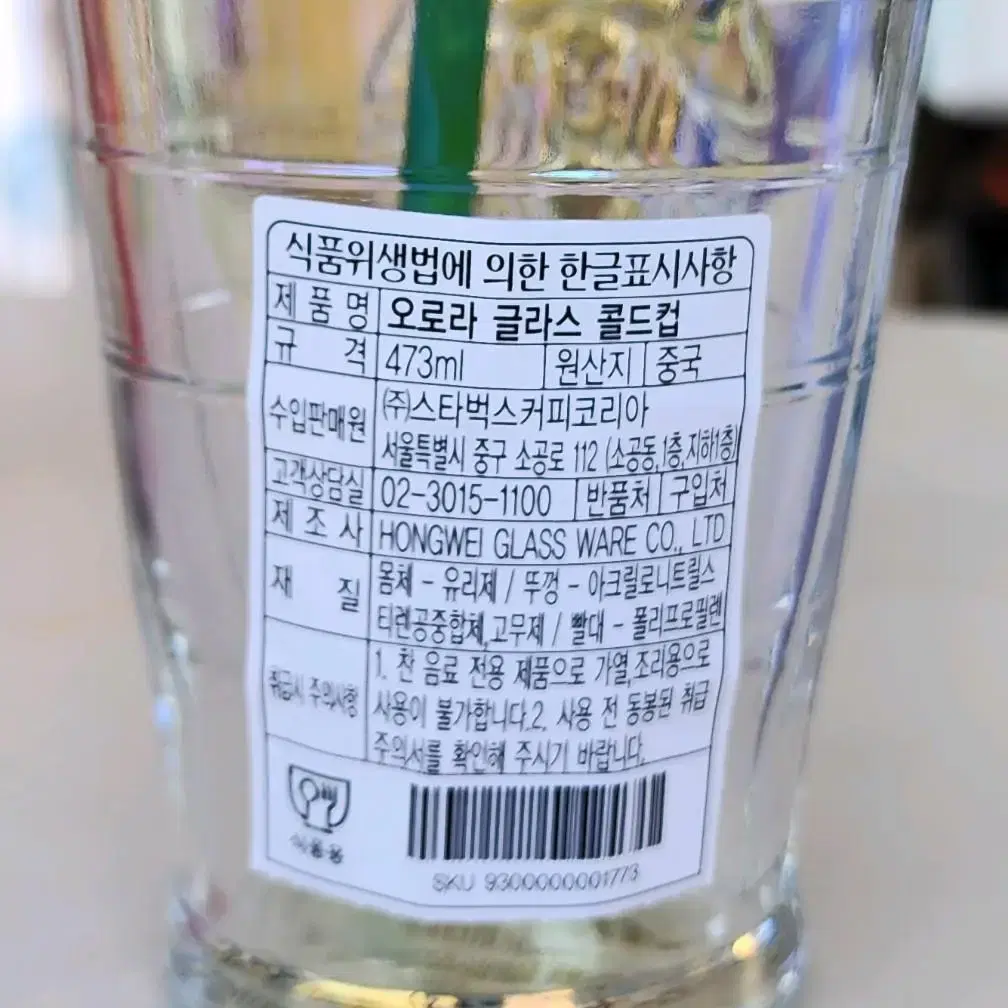 식품위생법에 의한 한글표시사항
제 품 명 오로라 글라스 콜드컵
규 격 473ml 원산지 중국
수입판매원 (주)스타벅스커피코리아
서울특별시 중구 소공로 112 (소공동,1층,지하1층)
고객상담실 02-3015-1100 반품처 구입처
제 조 사 HONGWEI GLASS WARE CO., LTD
재 질 몸체 - 유리제 / 뚜껑 - 아크릴로니트릴스
티렌공중합체,고무제 / 빨대 - 폴리프로필렌
취급시 주의사항 1. 찬 음료 전용 제품으로 가열,조리용으로
사용이 불가합니다.2. 사용 전 동봉된 취급
주의서를 확인해 주시기 바랍니다.
식품용
SKU 9300000001773